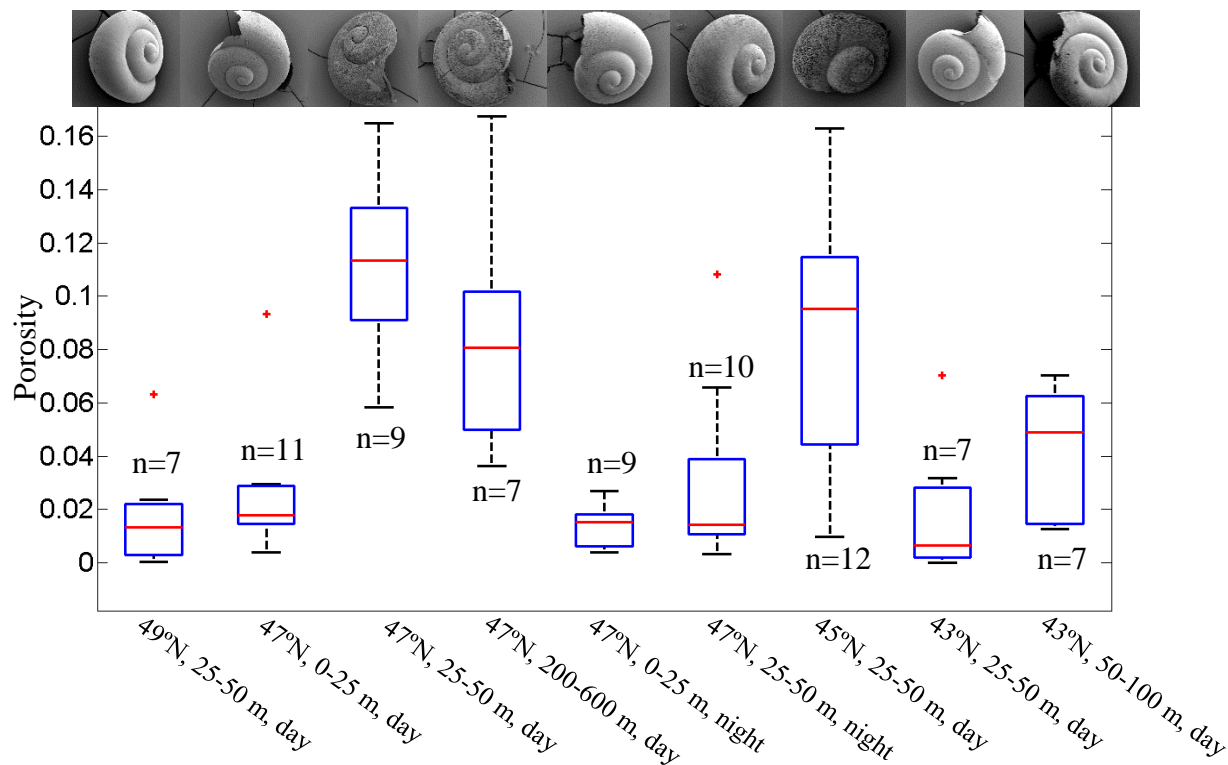 0.16
0.14
0.12
0.1
0.08
0.06
0.04
0.02
0
Porosity
n=7
n=11
n=9
n=7
n=9
n=10
n=12
n=7
n=7
49ºN, 25-50 m, day
47ºN, 0-25 m, day
47ºN, 25-50 m, day
47ºN, 200-600 m, day
47ºN, 0-25 m, night
47ºN, 25-50 m, night
45ºN, 25-50 m, day
43ºN, 25-50 m, day
43ºN, 50-100 m, day